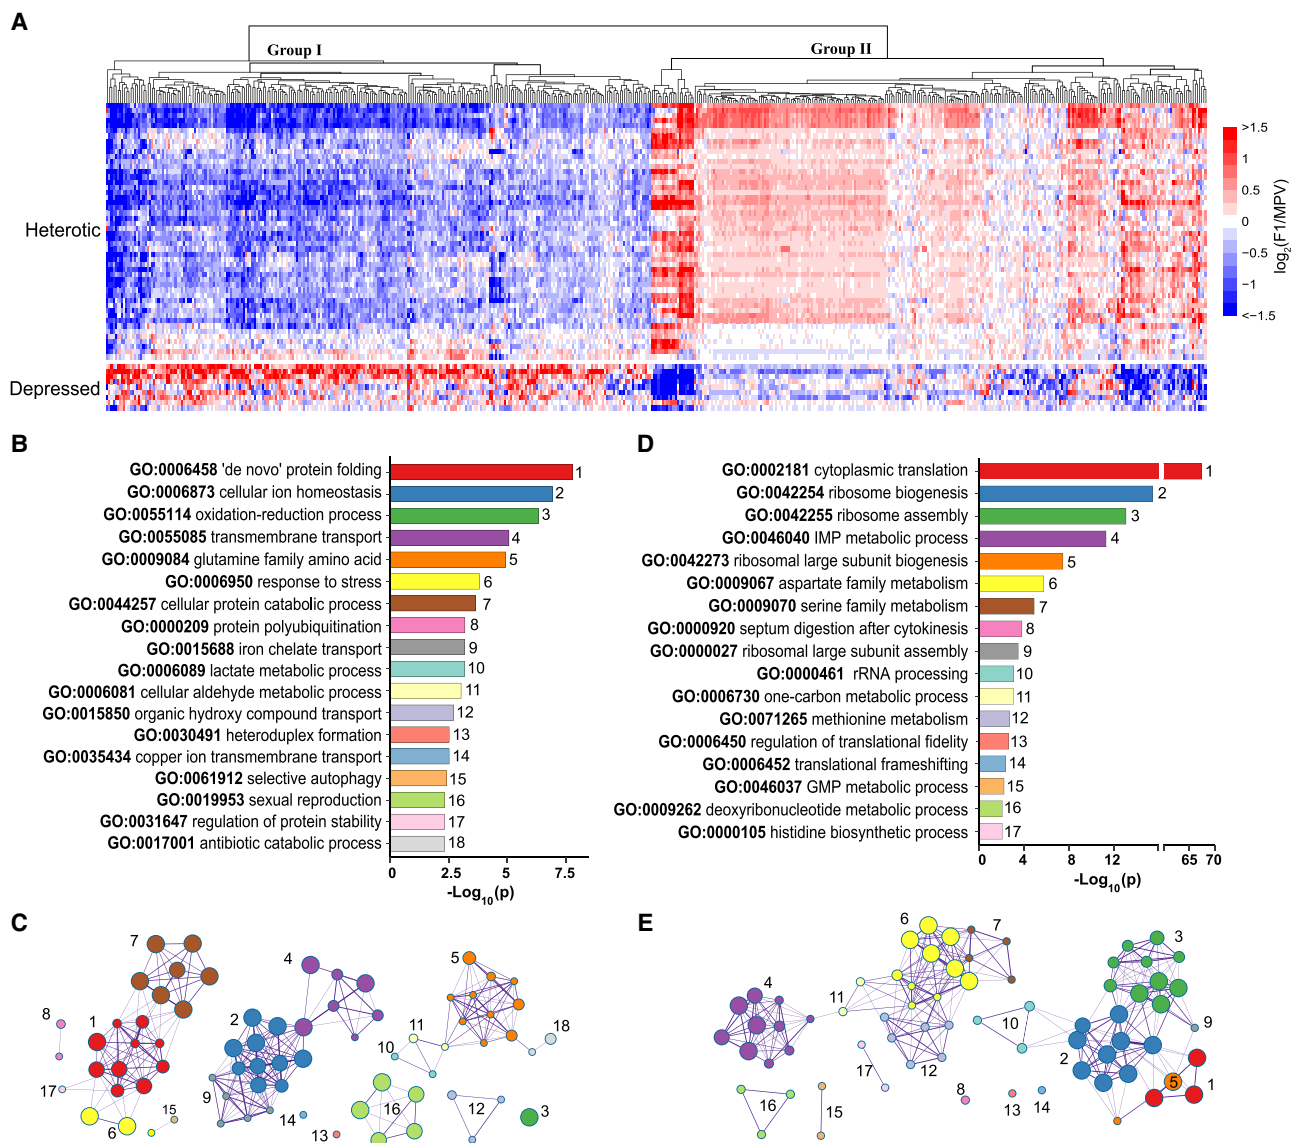 A
Group I
Group II
Heterotic
Depressed
>1.5
1
0.5
0
−0.5
−1
<−1.5
log2(F1/MPV)
B
GO:0006458 'de novo' protein folding 1
GO:0006873 cellular ion homeostasis 2
GO:0055114 oxidation-reduction process 3
GO:0055085 transmembrane transport 4
GO:0009084 glutamine family amino acid 5
GO:0006950 response to stress 6
GO:0044257 cellular protein catabolic process 7
GO:0000209 protein polyubiquitination 8
GO:0015688 iron chelate transport 9
GO:0006089 lactate metabolic process 10
GO:0006081 cellular aldehyde metabolic process 11
GO:0015850 organic hydroxy compound transport 12
GO:0030491 heteroduplex formation 13
GO:0035434 copper ion transmembrane transport 14
GO:0061912 selective autophagy 15
GO:0019953 sexual reproduction 16
GO:0031647 regulation of protein stability 17
GO:0017001 antibiotic catabolic process 18
0 2.5 5 7.5
-Log10(p)
D
GO:0002181 cytoplasmic translation 1
GO:0042254 ribosome biogenesis 2
GO:0042255 ribosome assembly 3
GO:0046040 IMP metabolic process 4
GO:0042273 ribosomal large subunit biogenesis 5
GO:0009067 aspartate family metabolism 6
GO:0009070 serine family metabolism 7
GO:0000920 septum digestion after cytokinesis 8
GO:0000027 ribosomal large subunit assembly 9
GO:0000461 rRNA processing 10
GO:0006730 one-carbon metabolic process 11
GO:0071265 methionine metabolism 12
GO:0006450 regulation of translational fidelity 13
GO:0006452 translational frameshifting 14
GO:0046037 GMP metabolic process 15
GO:0009262 deoxyribonucleotide metabolic process 16
GO:0000105 histidine biosynthetic process 17
0 4 8 12 65 70
-Log10(p)
C
7
4
5
8
1
2
11
18
10
17
9
16
12
3
6
15
14
13
E
6
7
3
4
11
10
9
2
17
12
5
1
8
13
14
16
15